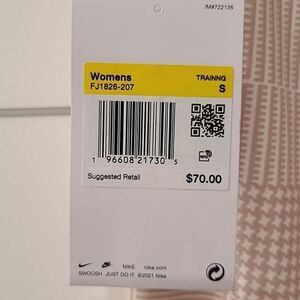 IM#722135
Womens TRAINNG
FJ1826-207 S
1 96608 21730 5
Suggested Retail $70.00
NIKE nike.com
SWOOSH JUST DO IT ©2021 Nike